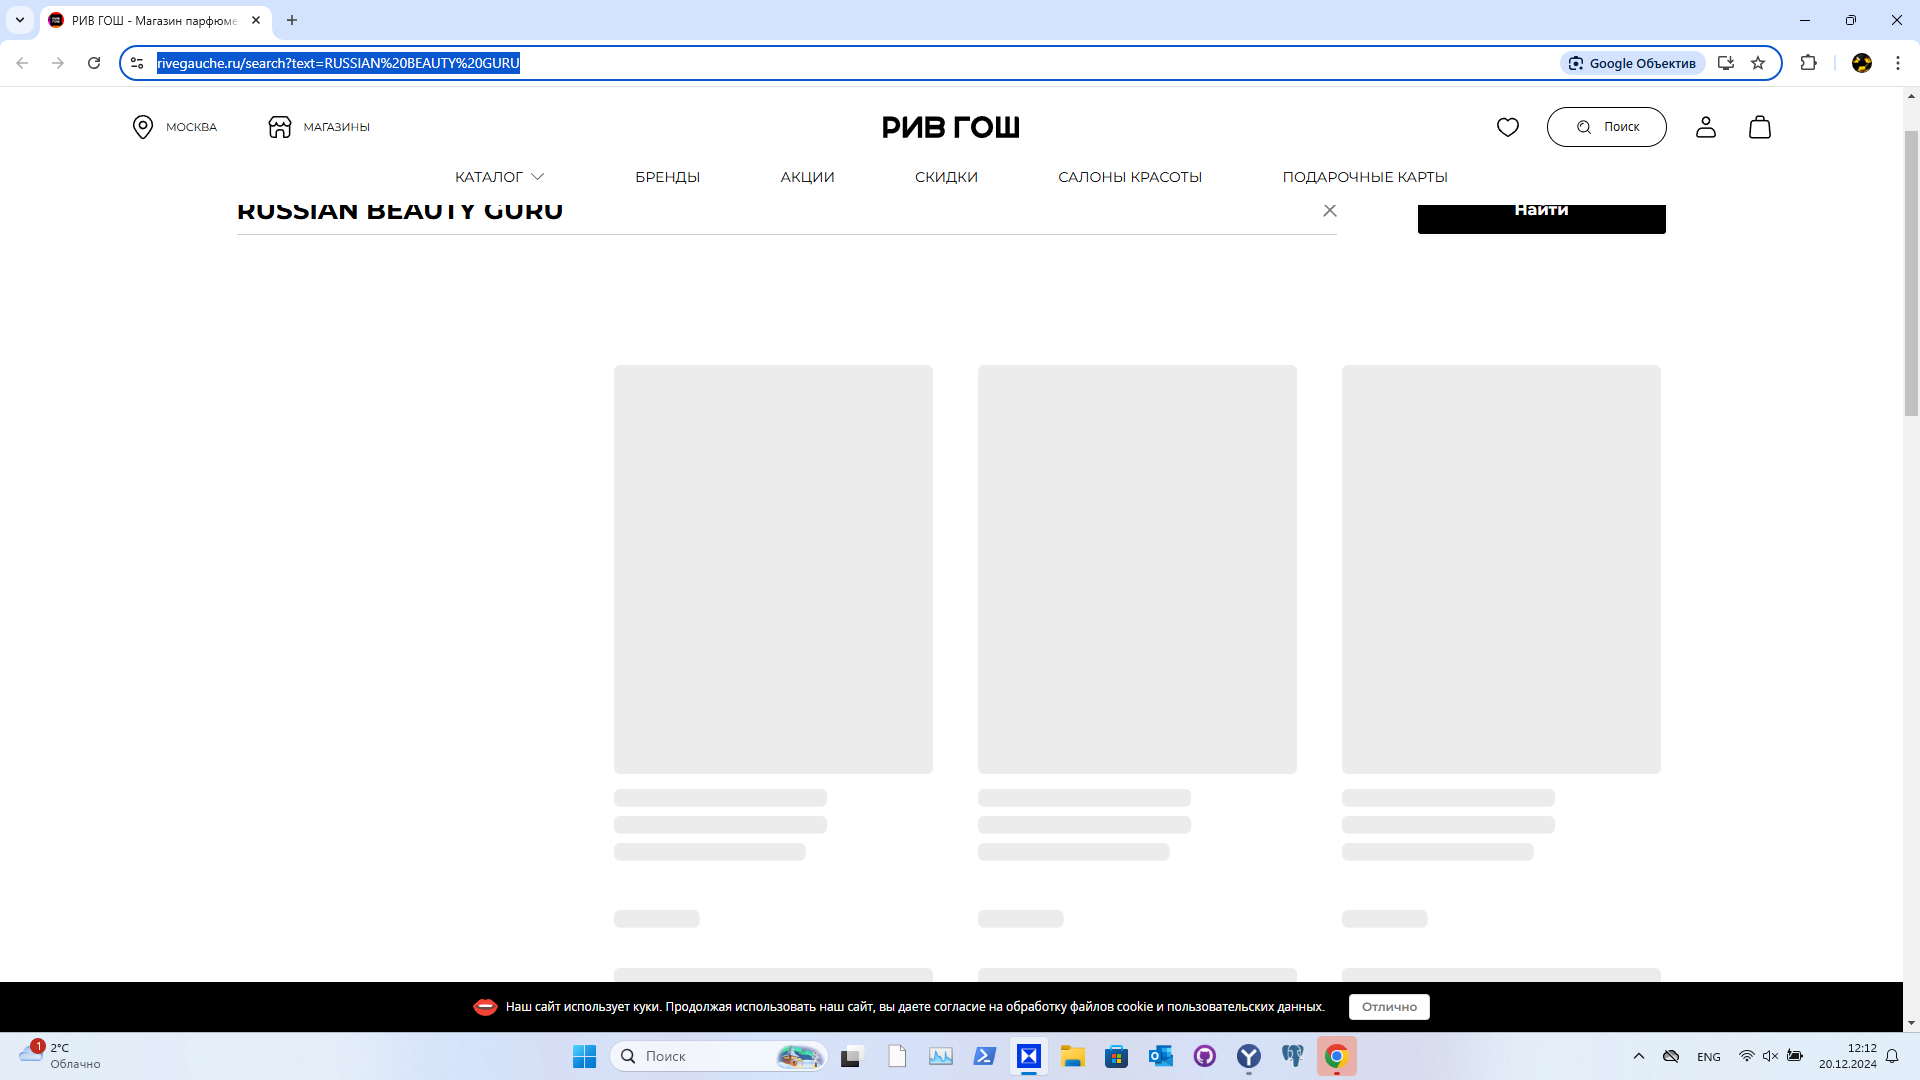 РИВ ГОШ - Магазин парфюме
rivegauche.ru/search?text=RUSSIAN%20BEAUTY%20GURU
Google Объектив
МОСКВА
МАГАЗИНЫ
РИВ ГОШ
Поиск
КАТАЛОГ
БРЕНДЫ
АКЦИИ
СКИДКИ
САЛОНЫ КРАСОТЫ
ПОДАРОЧНЫЕ КАРТЫ
RUSSIAN BEAUTY GURU
Найти
Наш сайт использует куки. Продолжая использовать наш сайт, вы даете согласие на обработку файлов cookie и пользовательских данных.
Отлично
1
2°C
Облачно
Поиск
ENG
12:12
20.12.2024